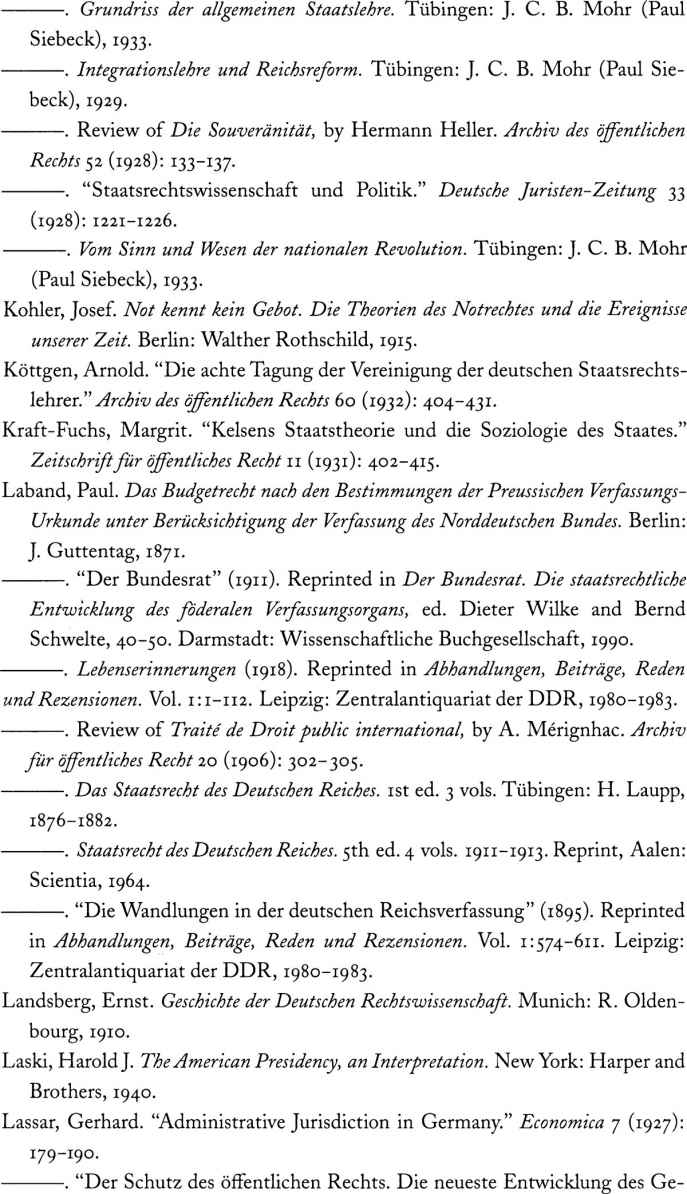 ———. Grundriss der allgemeinen Staatslehre. Tübingen: J. C. B. Mohr (Paul
Siebeck), 1933.
———. Integrationslehre und Reichsreform. Tübingen: J. C. B. Mohr (Paul Sie-
beck), 1929.
———. Review of Die Souveränität, by Hermann Heller. Archiv des öffentlichen
Rechts 52 (1928): 133–137.
———. “Staatsrechtswissenschaft und Politik.” Deutsche Juristen-Zeitung 33
(1928): 1221–1226.
———. Vom Sinn und Wesen der nationalen Revolution. Tübingen: J. C. B. Mohr
(Paul Siebeck), 1933.
Kohler, Josef. Not kennt kein Gebot. Die Theorien des Notrechtes und die Ereignisse
unserer Zeit. Berlin: Walther Rothschild, 1915.
Köttgen, Arnold. “Die achte Tagung der Vereinigung der deutschen Staatsrechts-
lehrer.” Archiv des öffentlichen Rechts 60 (1932): 404–431.
Kraft-Fuchs, Margrit. “Kelsens Staatstheorie und die Soziologie des Staates.”
Zeitschrift für öffentliches Recht 11 (1931): 402–415.
Laband, Paul. Das Budgetrecht nach den Bestimmungen der Preussischen Verfassungs-
Urkunde unter Berücksichtigung der Verfassung des Norddeutschen Bundes. Berlin:
J. Guttentag, 1871.
———. “Der Bundesrat” (1911). Reprinted in Der Bundesrat. Die staatsrechtliche
Entwicklung des föderalen Verfassungsorgans, ed. Dieter Wilke and Bernd
Schwelte, 40–50. Darmstadt: Wissenschaftliche Buchgesellschaft, 1990.
———. Lebenserinnerungen (1918). Reprinted in Abhandlungen, Beiträge, Reden
und Rezensionen. Vol. 1:1–112. Leipzig: Zentralantiquariat der DDR, 1980–1983.
———. Review of Traité de Droit public international, by A. Mérignhac. Archiv
für öffentliches Recht 20 (1906): 302–305.
———. Das Staatsrecht des Deutschen Reiches. 1st ed. 3 vols. Tübingen: H. Laupp,
1876–1882.
———. Staatsrecht des Deutschen Reiches. 5th ed. 4 vols. 1911–1913. Reprint, Aalen:
Scientia, 1964.
———. “Die Wandlungen in der deutschen Reichsverfassung” (1895). Reprinted
in Abhandlungen, Beiträge, Reden und Rezensionen. Vol. 1:574–611. Leipzig:
Zentralantiquariat der DDR, 1980–1983.
Landsberg, Ernst. Geschichte der Deutschen Rechtswissenschaft. Munich: R. Olden-
bourg, 1910.
Laski, Harold J. The American Presidency, an Interpretation. New York: Harper and
Brothers, 1940.
Lassar, Gerhard. “Administrative Jurisdiction in Germany.” Economica 7 (1927):
179–190.
———. “Der Schutz des öffentlichen Rechts. Die neueste Entwicklung des Ge-